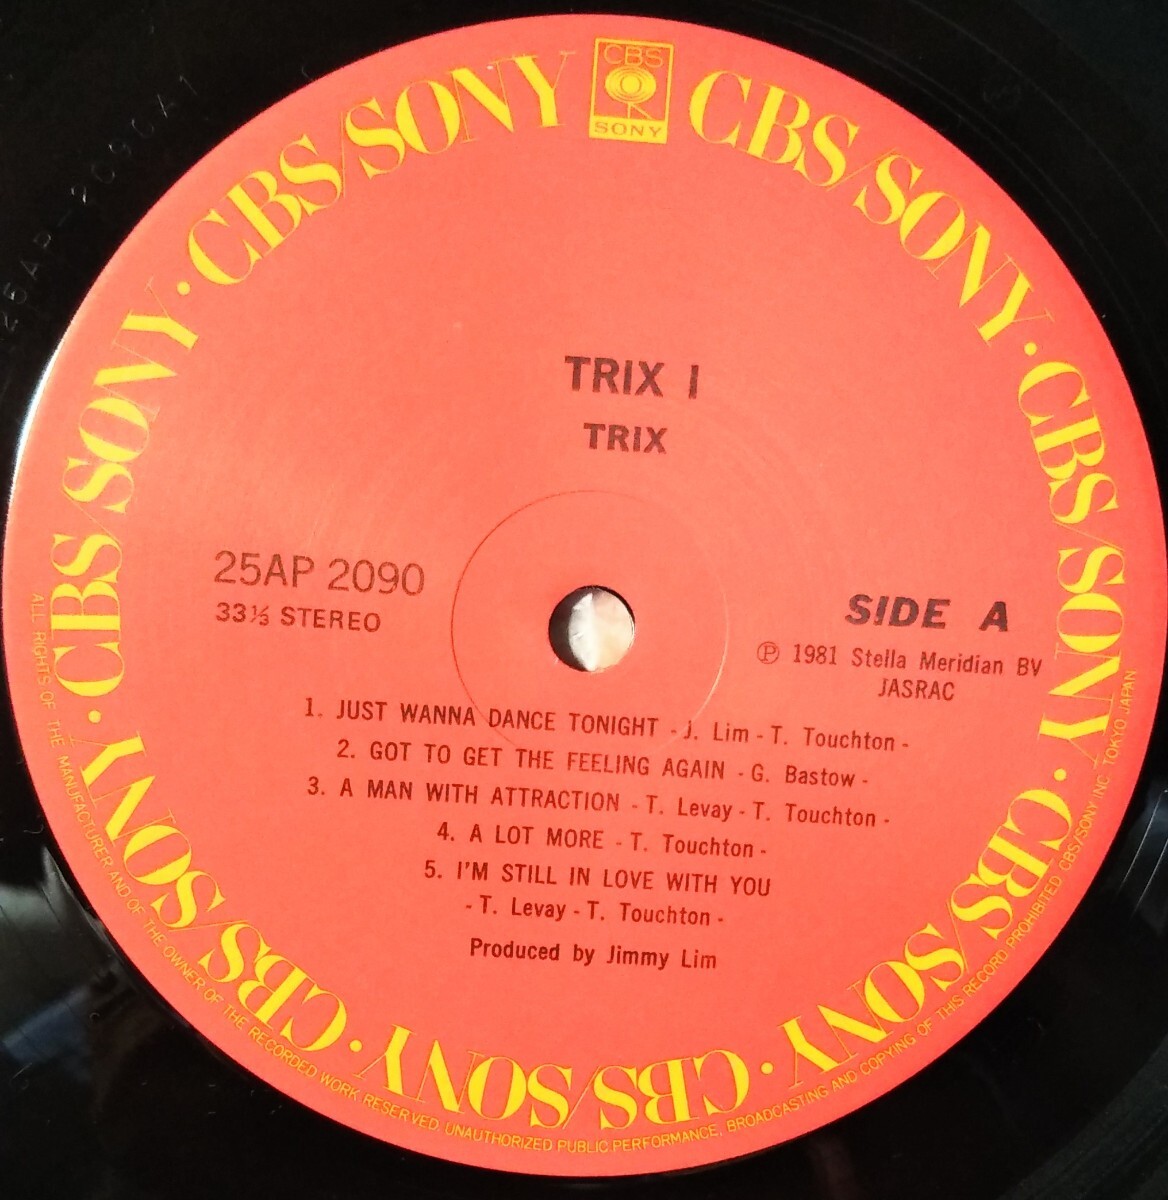 CBS
SONY
CBS/SONY · CBS/SONY · CBS/SONY · CBS/SONY · CBS/SONY · CBS/SONY · CBS/SONY · CBS/SONY
TRIX I
TRIX
25AP 2090
33⅓ STEREO
SIDE A
℗ 1981 Stella Meridian BV
JASRAC
1. JUST WANNA DANCE TONIGHT - J. Lim - T. Touchton -
2. GOT TO GET THE FEELING AGAIN - G. Bastow -
3. A MAN WITH ATTRACTION - T. Levay - T. Touchton -
4. A LOT MORE - T. Touchton -
5. I'M STILL IN LOVE WITH YOU
- T. Levay - T. Touchton -
Produced by Jimmy Lim
ALL RIGHTS OF THE MANUFACTURER AND OF THE OWNER OF THE RECORDED WORK RESERVED. UNAUTHORIZED PUBLIC PERFORMANCE, BROADCASTING AND COPYING OF THIS RECORD PROHIBITED CBS/SONY INC. TOKYO JAPAN